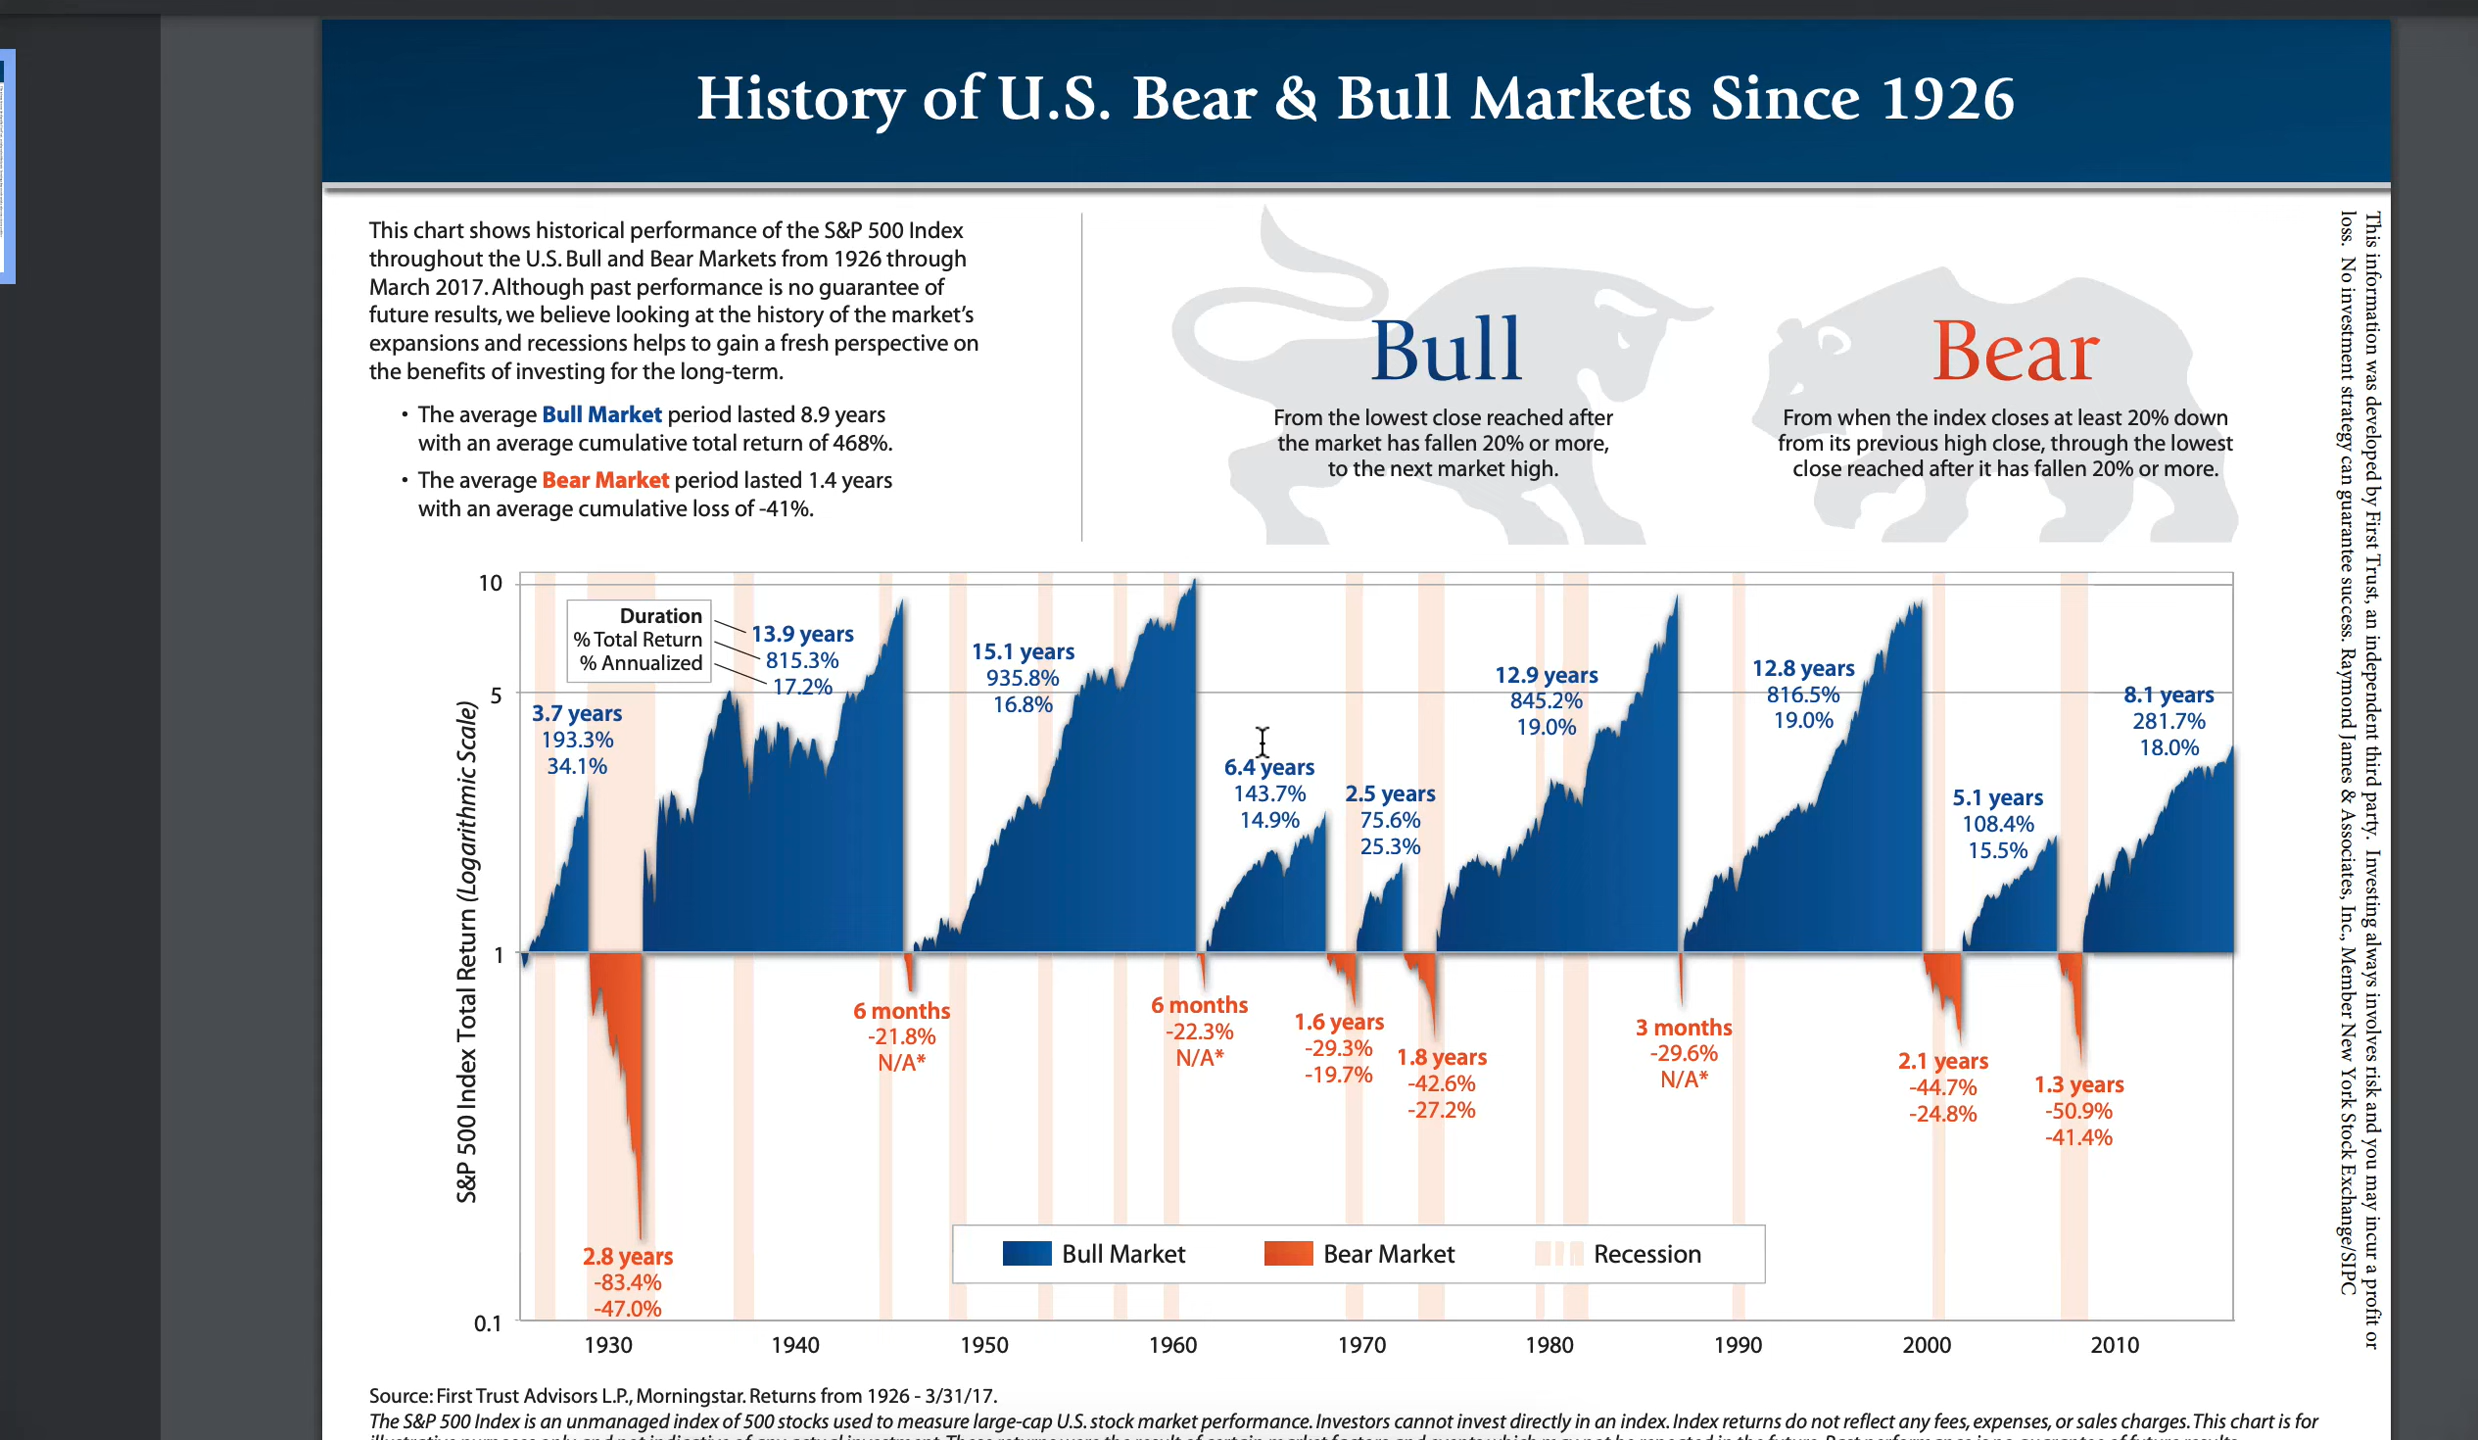 History of U.S. Bear & Bull Markets Since 1926
This chart shows historical performance of the S&P 500 Index
throughout the U.S. Bull and Bear Markets from 1926 through
March 2017. Although past performance is no guarantee of
future results, we believe looking at the history of the market's
expansions and recessions helps to gain a fresh perspective on
the benefits of investing for the long-term.
• The average Bull Market period lasted 8.9 years
with an average cumulative total return of 468%.
• The average Bear Market period lasted 1.4 years
with an average cumulative loss of -41%.
Bull
From the lowest close reached after
the market has fallen 20% or more,
to the next market high.
Bear
From when the index closes at least 20% down
from its previous high close, through the lowest
close reached after it has fallen 20% or more.
This information was developed by First Trust, an independent third party. Investing always involves risk and you may incur a profit or
loss. No investment strategy can guarantee success. Raymond James & Associates, Inc., Member New York Stock Exchange/SIPC
S&P 500 Index Total Return (Logarithmic Scale)
10
5
1
0.1
Duration
% Total Return
% Annualized
3.7 years
193.3%
34.1%
13.9 years
815.3%
17.2%
15.1 years
935.8%
16.8%
6.4 years
143.7%
14.9%
2.5 years
75.6%
25.3%
12.9 years
845.2%
19.0%
12.8 years
816.5%
19.0%
5.1 years
108.4%
15.5%
8.1 years
281.7%
18.0%
2.8 years
-83.4%
-47.0%
6 months
-21.8%
N/A*
6 months
-22.3%
N/A*
1.6 years
-29.3%
-19.7%
1.8 years
-42.6%
-27.2%
3 months
-29.6%
N/A*
2.1 years
-44.7%
-24.8%
1.3 years
-50.9%
-41.4%
Bull Market
Bear Market
Recession
1930
1940
1950
1960
1970
1980
1990
2000
2010
Source: First Trust Advisors L.P., Morningstar. Returns from 1926 - 3/31/17.
The S&P 500 Index is an unmanaged index of 500 stocks used to measure large-cap U.S. stock market performance. Investors cannot invest directly in an index. Index returns do not reflect any fees, expenses, or sales charges. This chart is for